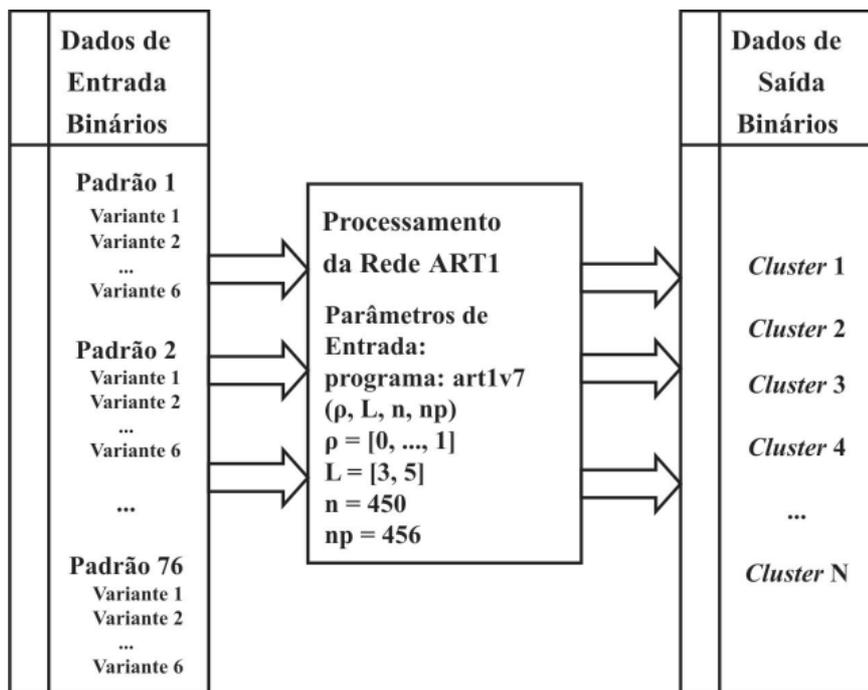 Dados de
Entrada
Binários
Padrão 1
Variante 1
Variante 2
...
Variante 6
Padrão 2
Variante 1
Variante 2
...
Variante 6
...
Padrão 76
Variante 1
Variante 2
...
Variante 6
Processamento
da Rede ART1
Parâmetros de
Entrada:
programa: art1v7
(ρ, L, n, np)
ρ = [0, ..., 1]
L = [3, 5]
n = 450
np = 456
Dados de
Saída
Binários
Cluster 1
Cluster 2
Cluster 3
Cluster 4
...
Cluster N